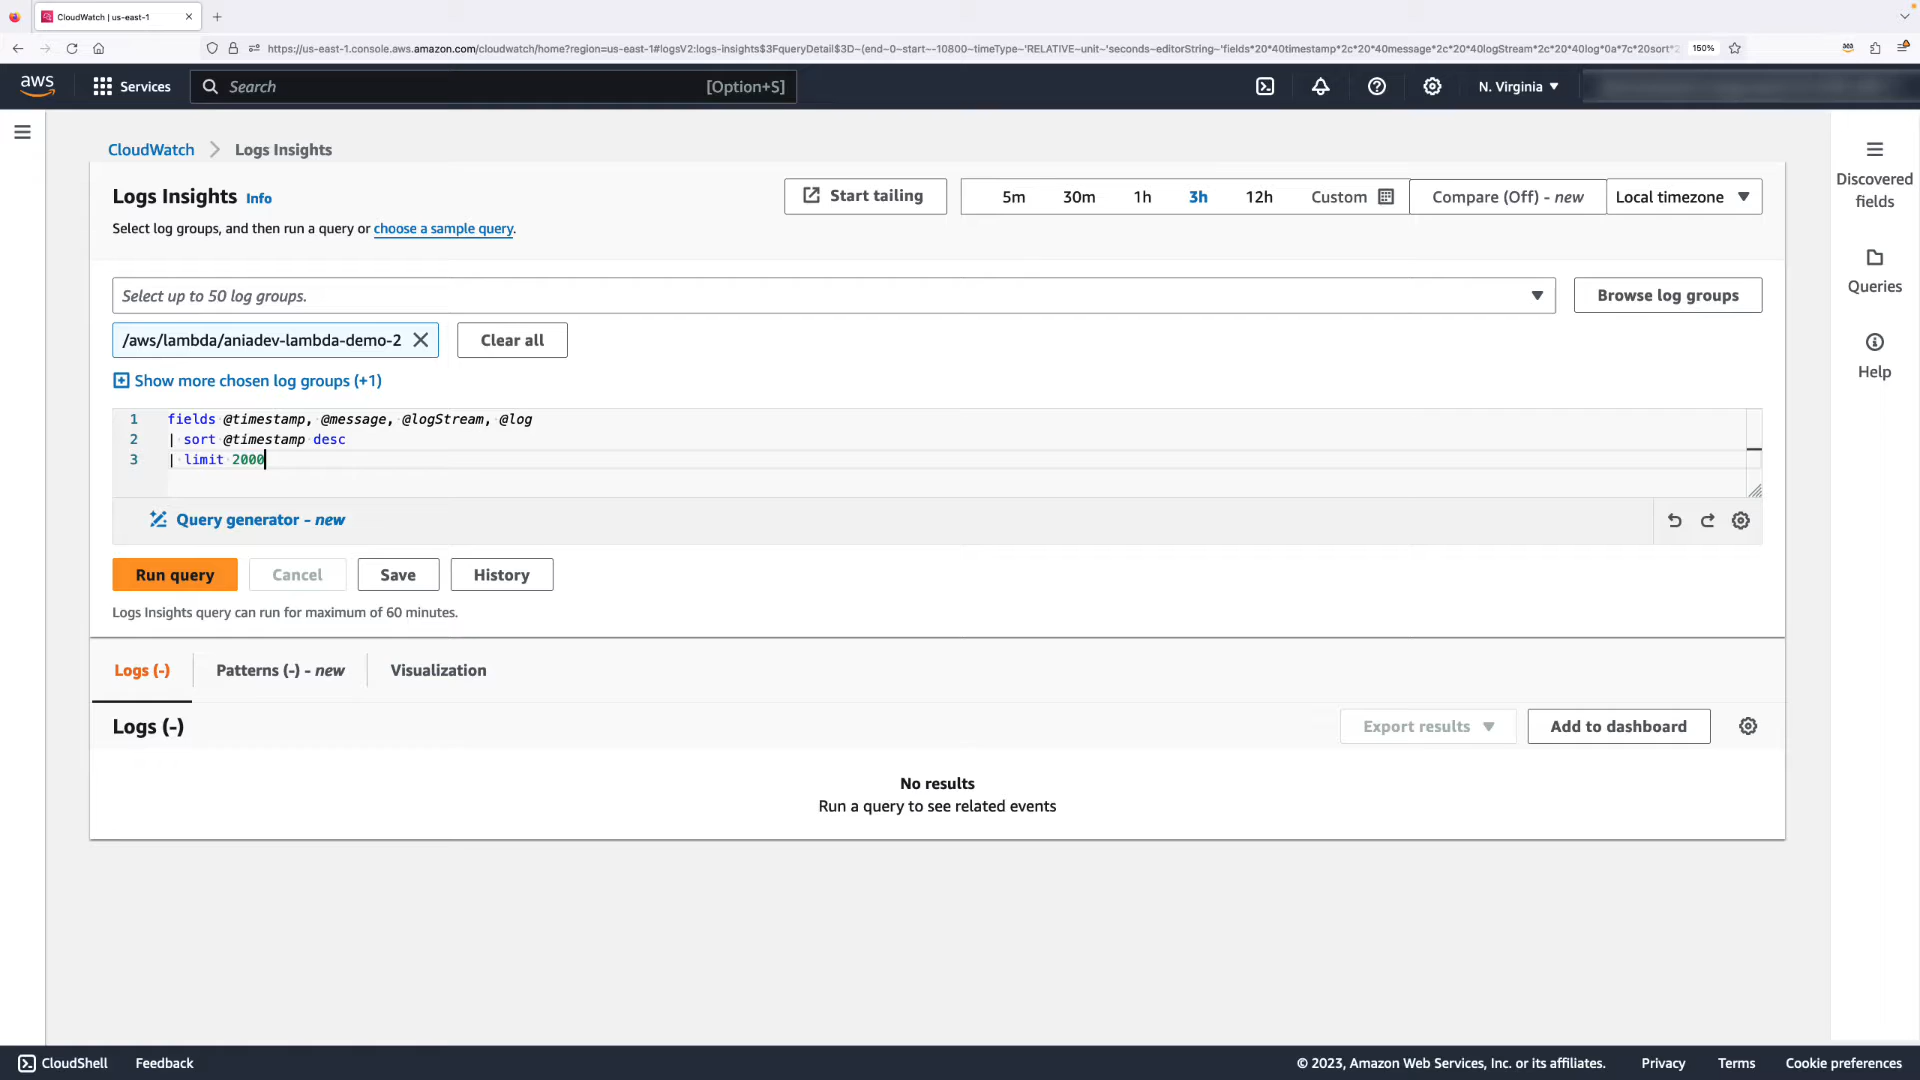 CloudWatch | us-east-1
https://us-east-1.console.aws.amazon.com/cloudwatch/home?region=us-east-1#logsV2:logs-insights$3FqueryDetail$3D~(end~0~start~-10800~timeType~'RELATIVE~unit~'seconds~editorString~'fields*20*40timestamp*2c*20*40message*2c*20*40logStream*2c*20*40log*0a*7c*20sort*2
150%
aws
Services
Search
[Option+S]
N. Virginia
CloudWatch
Logs Insights
Logs Insights
Info
Start tailing
5m
30m
1h
3h
12h
Custom
Compare (Off) - new
Local timezone
Select log groups, and then run a query or choose a sample query.
Select up to 50 log groups.
Browse log groups
/aws/lambda/aniadev-lambda-demo-2
Clear all
Show more chosen log groups (+1)
1 fields @timestamp, @message, @logStream, @log
2 | sort @timestamp desc
3 | limit 2000
Query generator - new
Run query
Cancel
Save
History
Logs Insights query can run for maximum of 60 minutes.
Logs (-)
Patterns (-) - new
Visualization
Logs (-)
Export results
Add to dashboard
No results
Run a query to see related events
Discovered
fields
Queries
Help
CloudShell
Feedback
© 2023, Amazon Web Services, Inc. or its affiliates.
Privacy
Terms
Cookie preferences